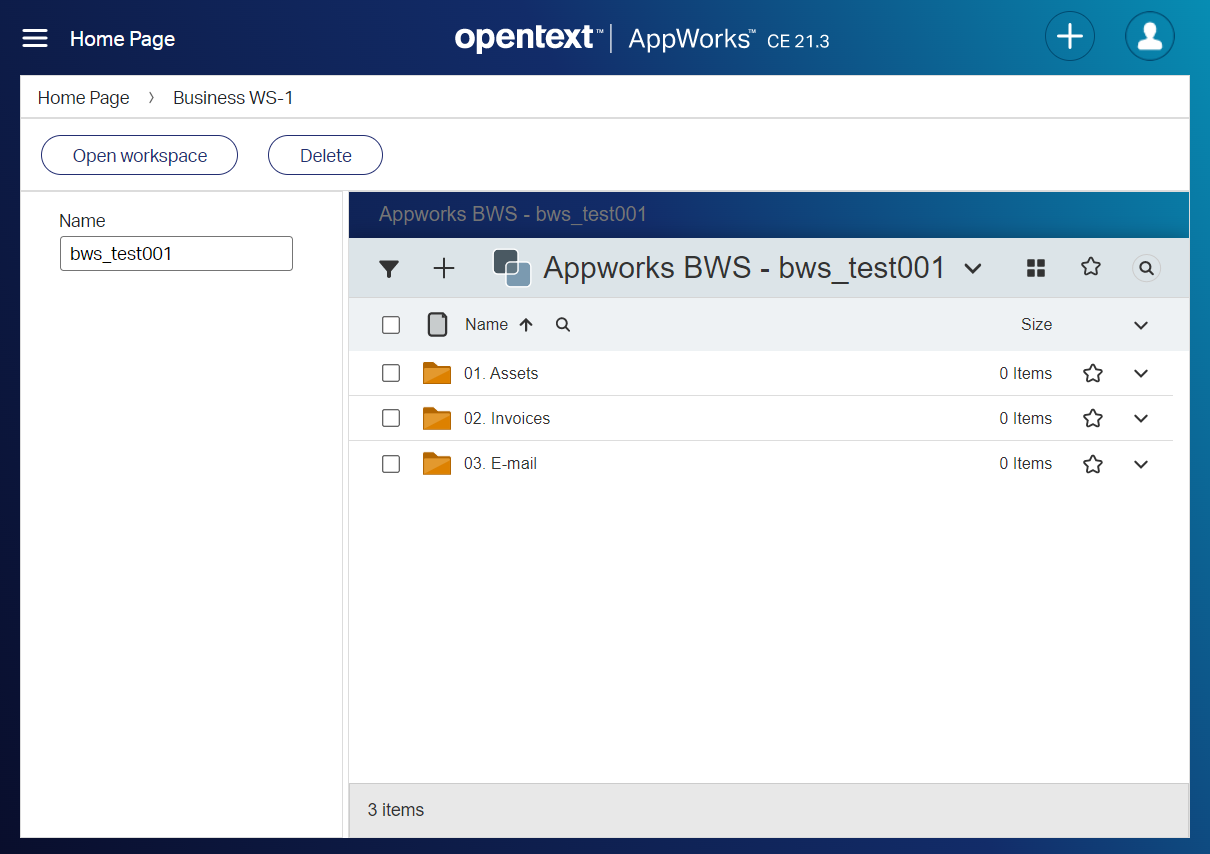 Home Page
opentext™ | AppWorks™ CE 21.3
Home Page › Business WS-1
Open workspace
Delete
Name
bws_test001
Appworks BWS - bws_test001
Appworks BWS - bws_test001
Name
Size
01. Assets
0 Items
02. Invoices
0 Items
03. E-mail
0 Items
3 items